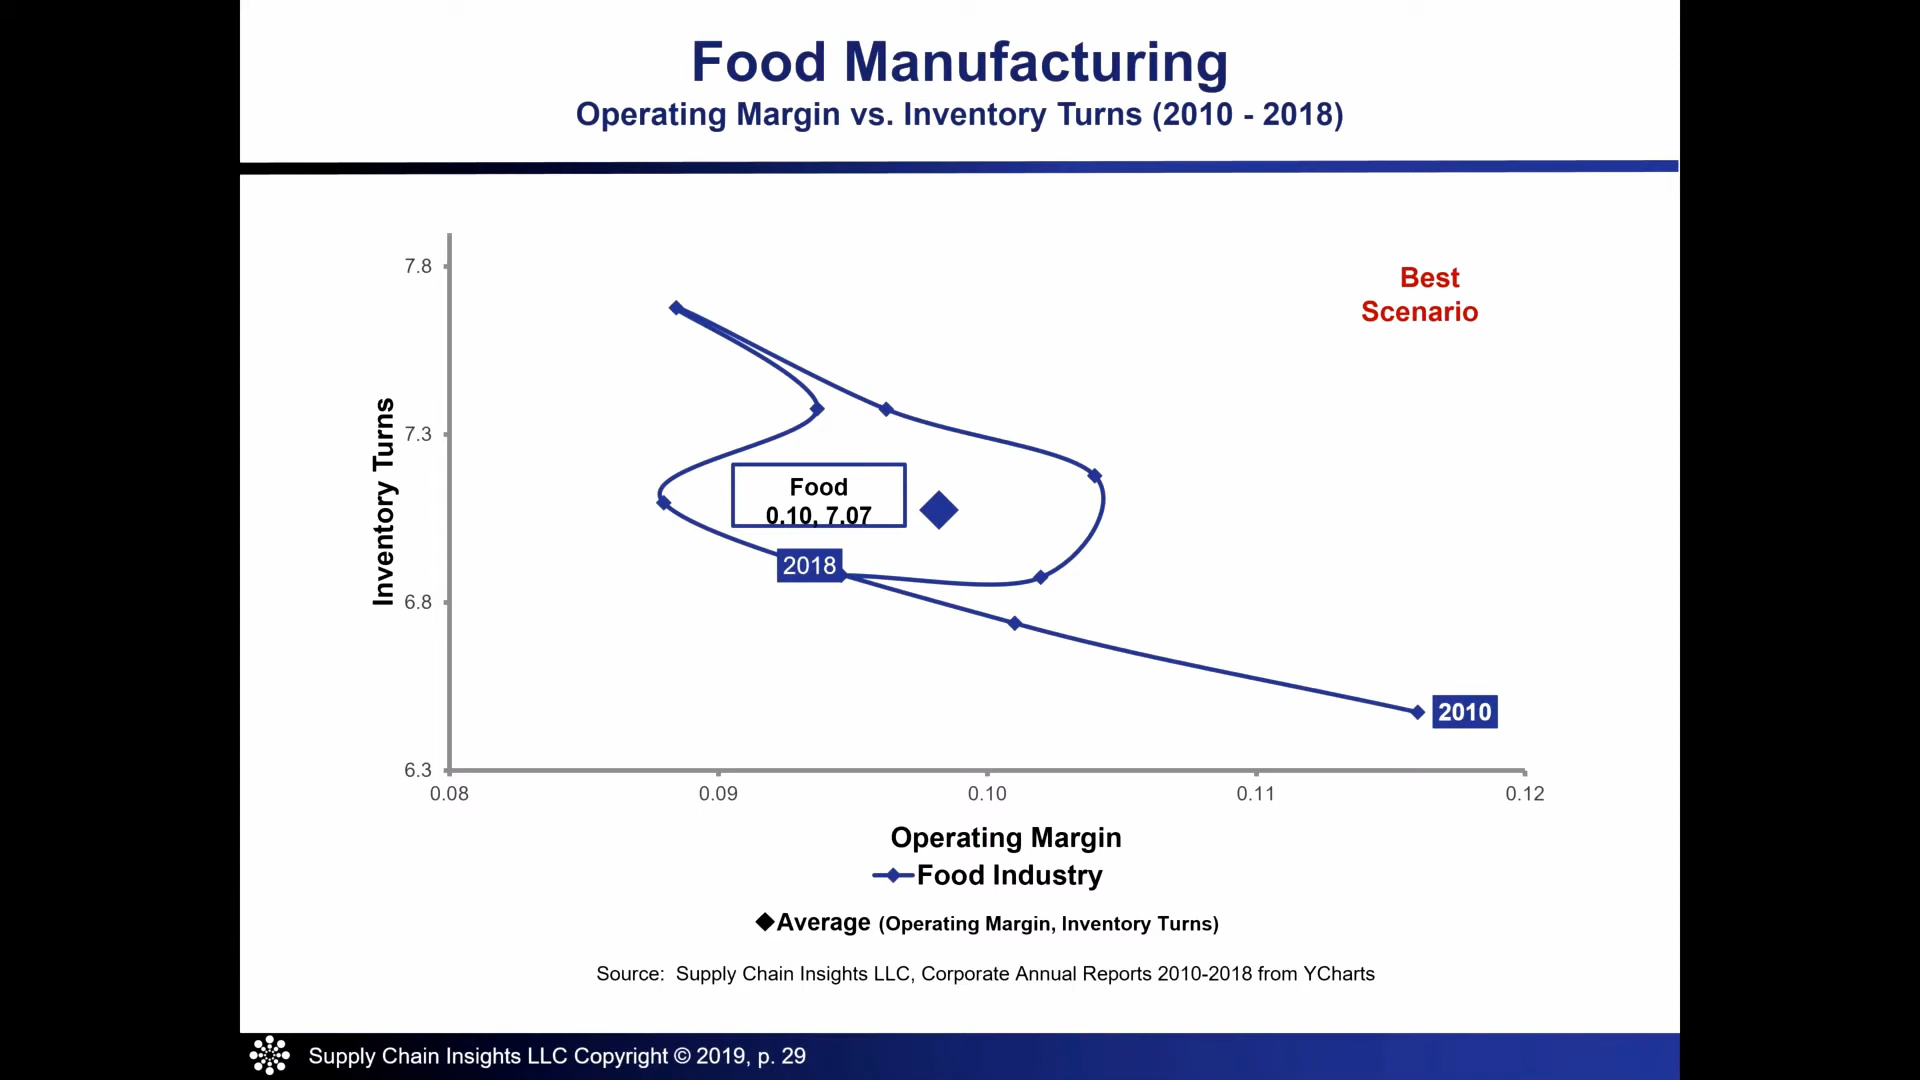 Food Manufacturing
Operating Margin vs. Inventory Turns (2010 - 2018)
Best
Scenario
7.8
7.3
6.8
6.3
Inventory Turns
Food
0.10, 7.07
2018
2010
0.08 0.09 0.10 0.11 0.12
Operating Margin
Food Industry
Average (Operating Margin, Inventory Turns)
Source: Supply Chain Insights LLC, Corporate Annual Reports 2010-2018 from YCharts
Supply Chain Insights LLC Copyright © 2019, p. 29